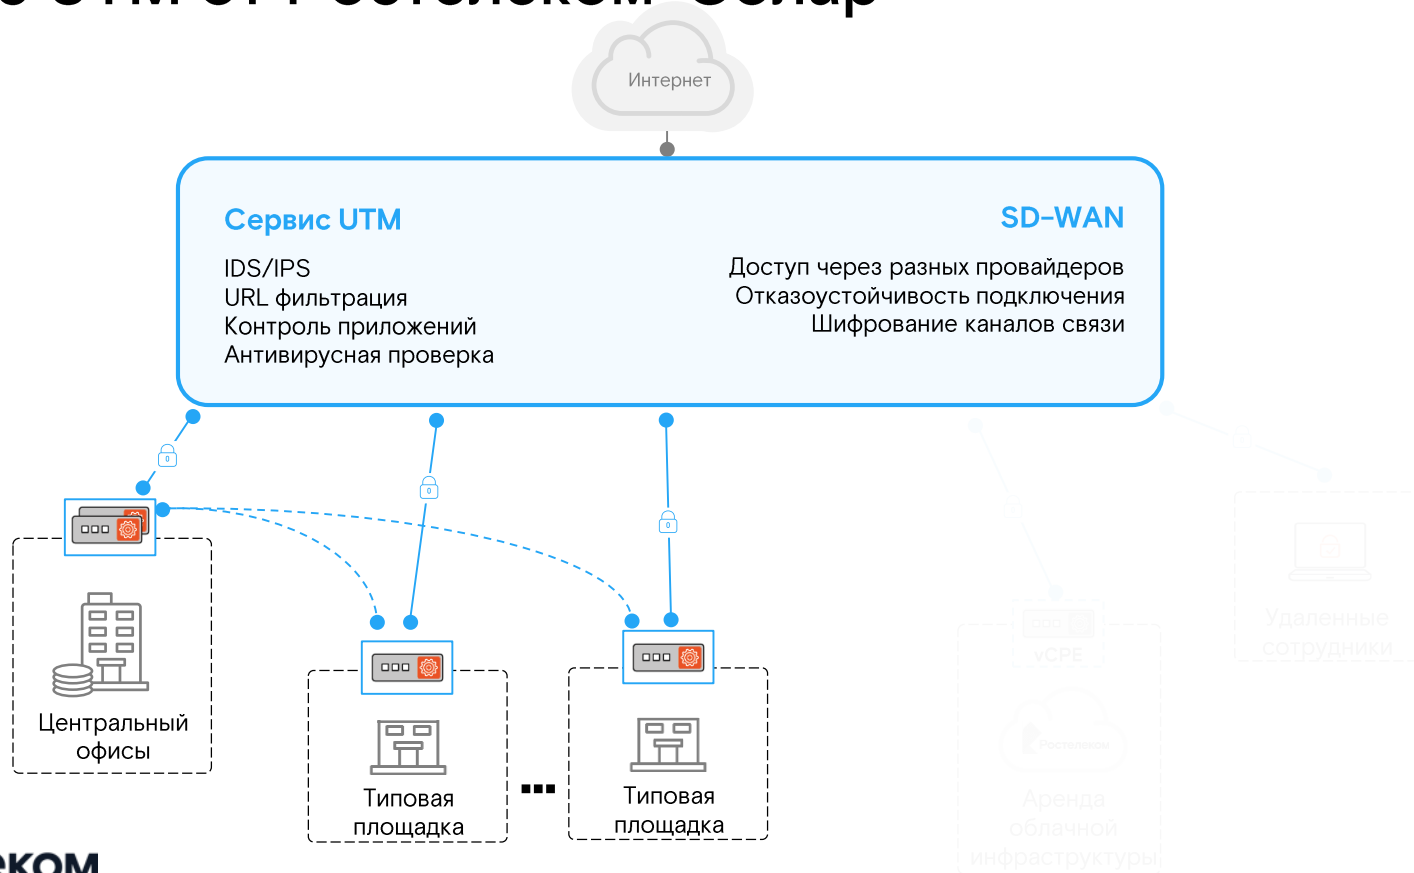 Интернет
Сервис UTM
IDS/IPS
URL фильтрация
Контроль приложений
Антивирусная проверка
SD-WAN
Доступ через разных провайдеров
Отказоустойчивость подключения
Шифрование каналов связи
Центральный
офисы
Типовая
площадка
Типовая
площадка
vCPE
Ростелеком
Аренда
облачной
инфраструктуры
Удаленные
сотрудники